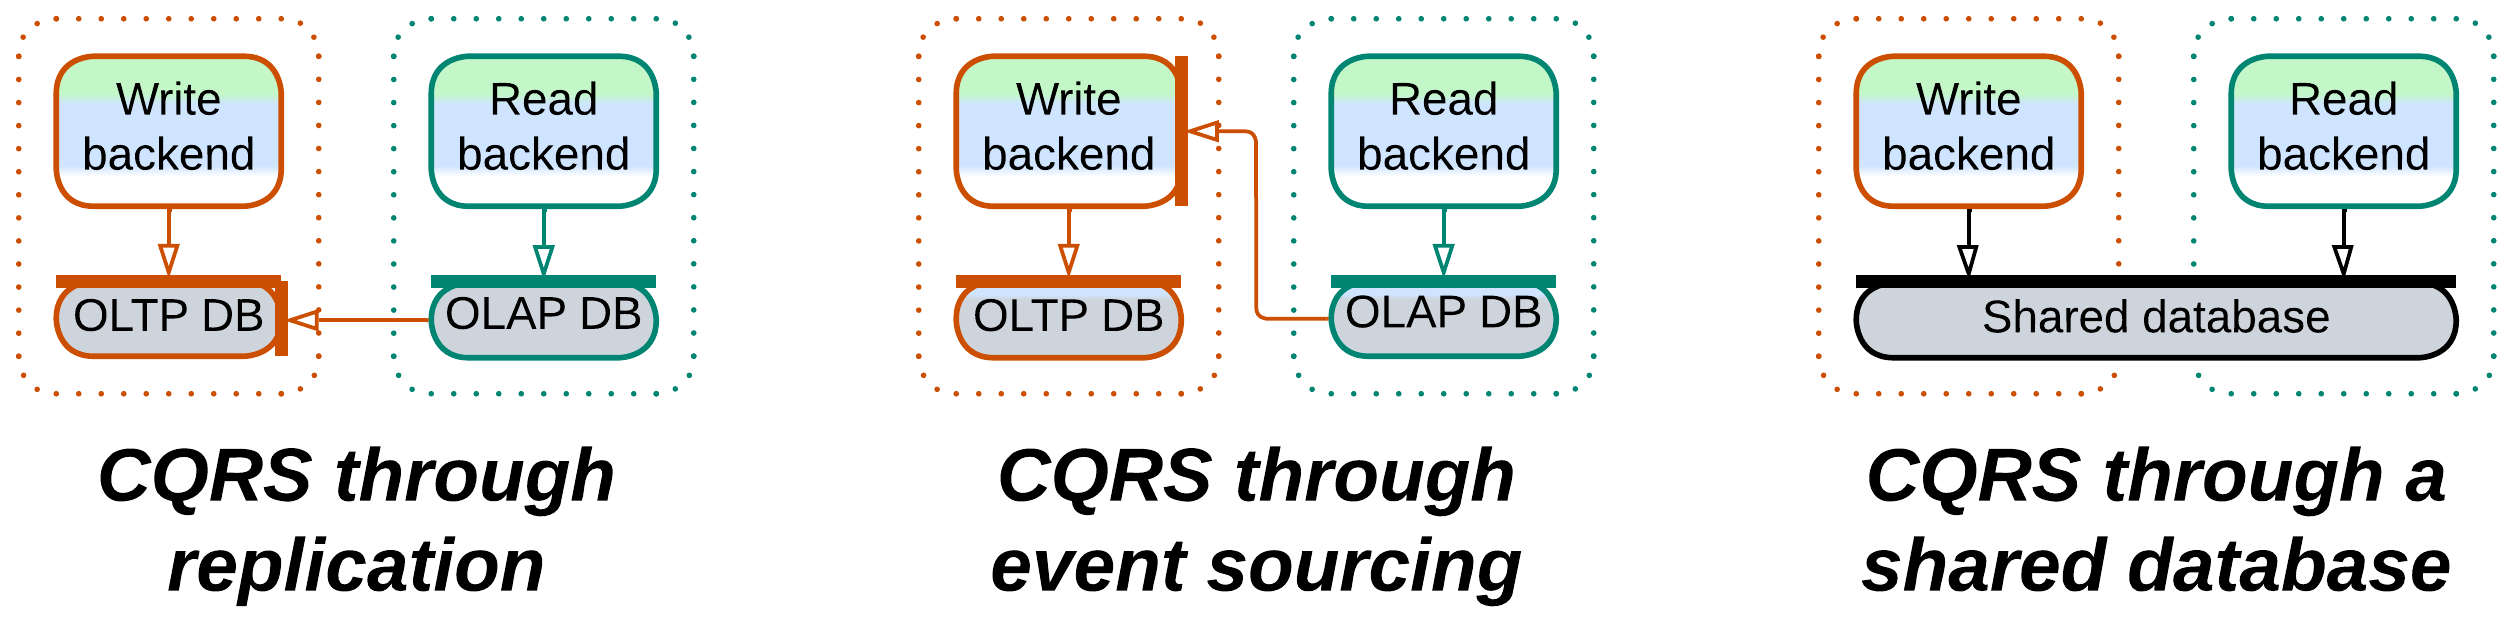 Write
backend
Read
backend
OLTP DB
OLAP DB
CQRS through
replication
Write
backend
Read
backend
OLTP DB
OLAP DB
CQRS through
event sourcing
Write
backend
Read
backend
Shared database
CQRS through a
shared database